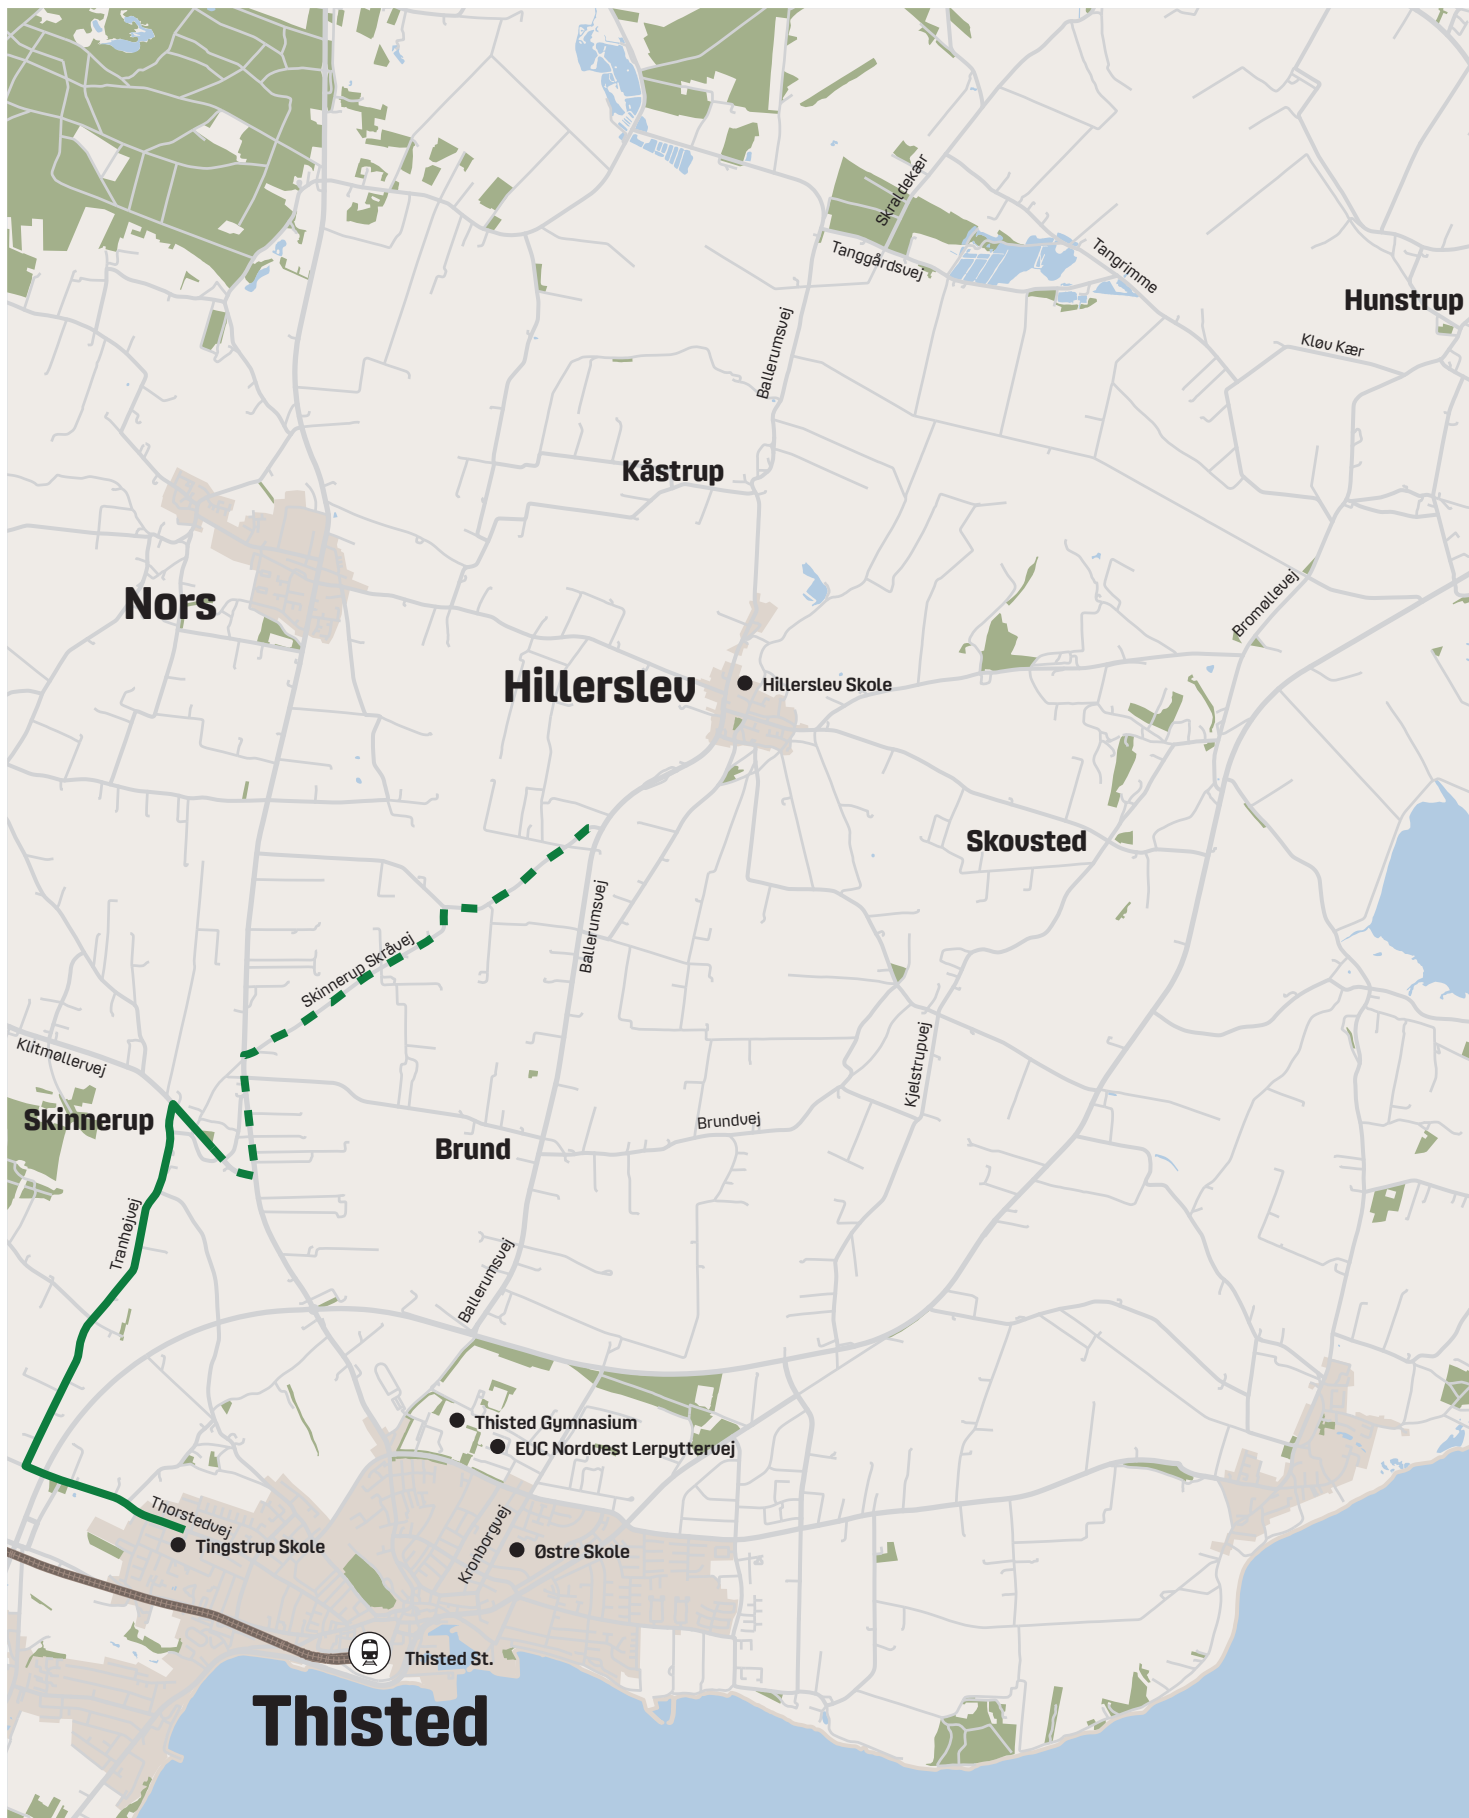 Skraldekær
Tanggårdsvej
Tangrimme
Hunstrup
Kløv Kær
Ballerumsvej
Kåstrup
Nors
Bromøllevej
Hillerslev
Hillerslev Skole
Skovsted
Ballerumsvej
Skinnerup Skråvej
Klitmøllervej
Skinnerup
Kjelstrupvej
Brundvej
Brund
Tranhøjvej
Ballerumsvej
Thisted Gymnasium
EUC Nordvest Lerpyttervej
Thorstedvej
Tingstrup Skole
Kronborgvej
Østre Skole
Thisted St.
Thisted